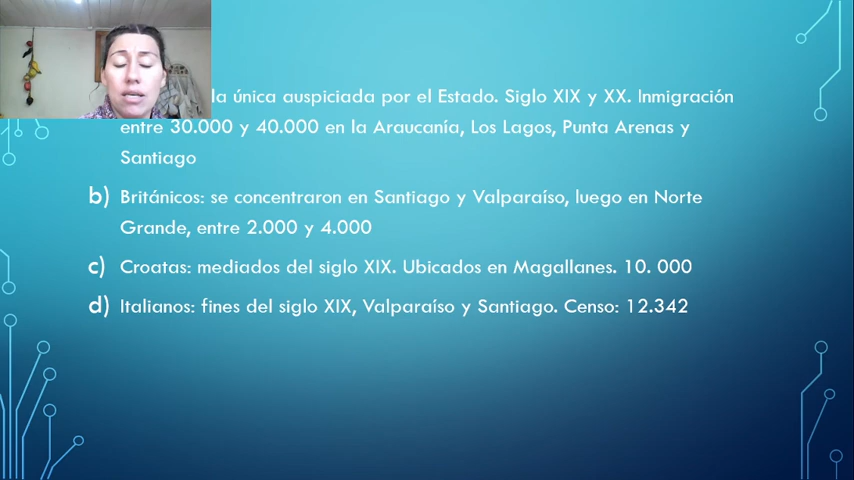 la única auspiciada por el Estado. Siglo XIX y XX. Inmigración
entre 30.000 y 40.000 en la Araucanía, Los Lagos, Punta Arenas y
Santiago
b) Británicos: se concentraron en Santiago y Valparaíso, luego en Norte
Grande, entre 2.000 y 4.000
c) Croatas: mediados del siglo XIX. Ubicados en Magallanes. 10. 000
d) Italianos: fines del siglo XIX, Valparaíso y Santiago. Censo: 12.342